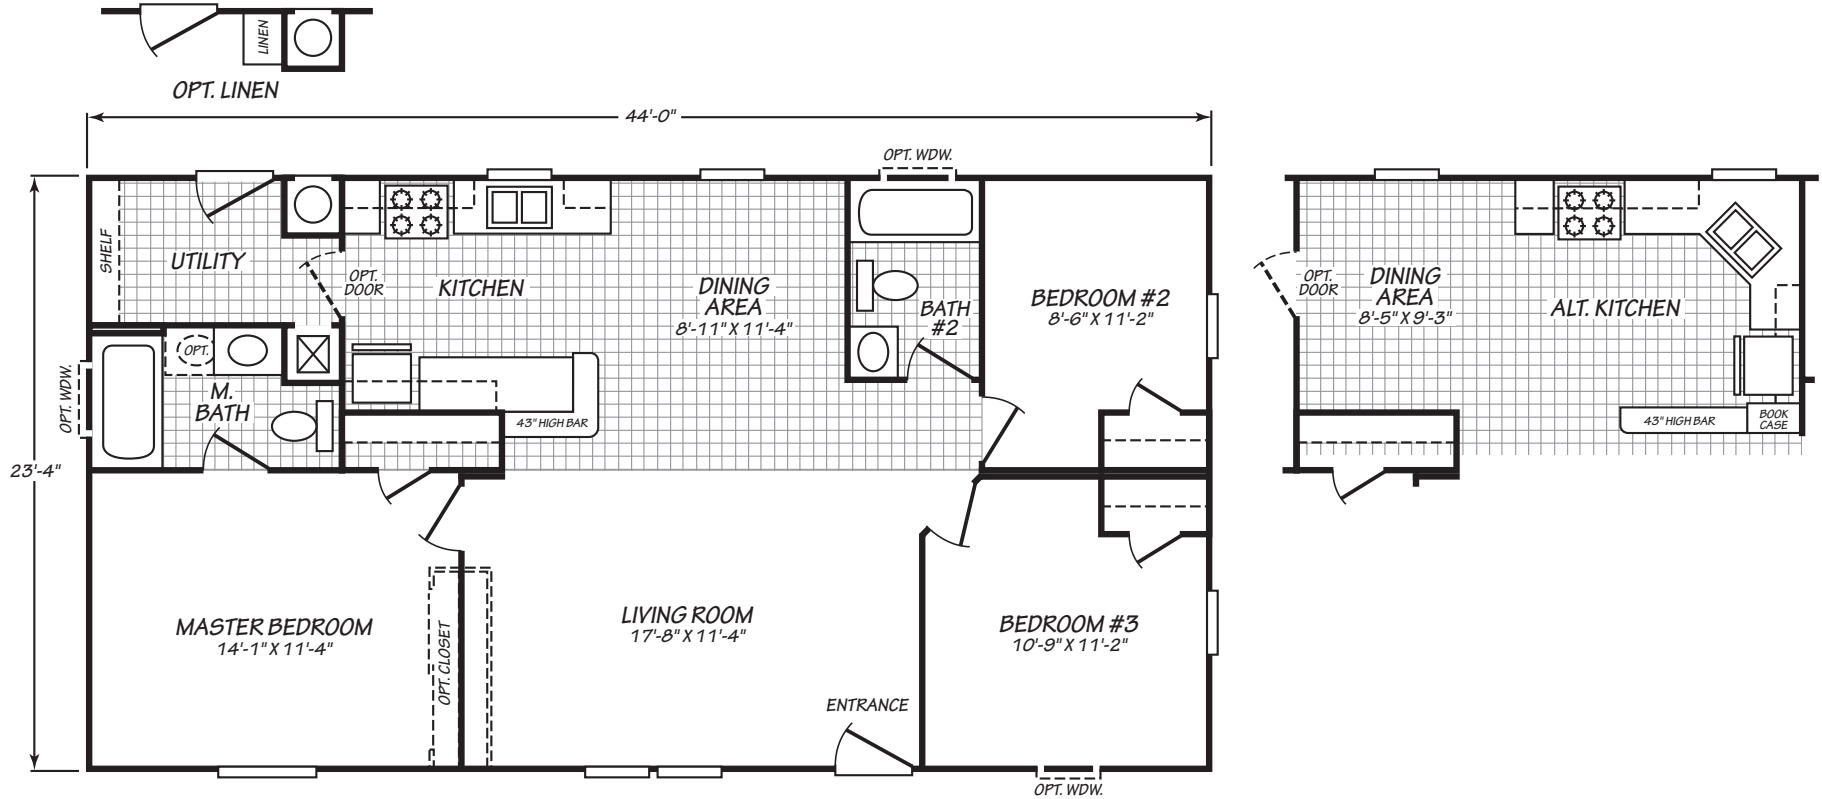 LINEN
OPT. LINEN
44'-0"
OPT. WDW.
SHELF
UTILITY
OPT.
DOOR
KITCHEN
DINING
AREA
8'-11" X 11'-4"
BATH
#2
BEDROOM #2
8'-6" X 11'-2"
OPT.
DOOR
DINING
AREA
8'-5" X 9'-3"
ALT. KITCHEN
OPT. WDW.
OPT.
M.
BATH
43" HIGH BAR
43" HIGH BAR
BOOK
CASE
23'-4"
MASTER BEDROOM
14'-1" X 11'-4"
OPT. CLOSET
LIVING ROOM
17'-8" X 11'-4"
BEDROOM #3
10'-9" X 11'-2"
ENTRANCE
OPT. WDW.